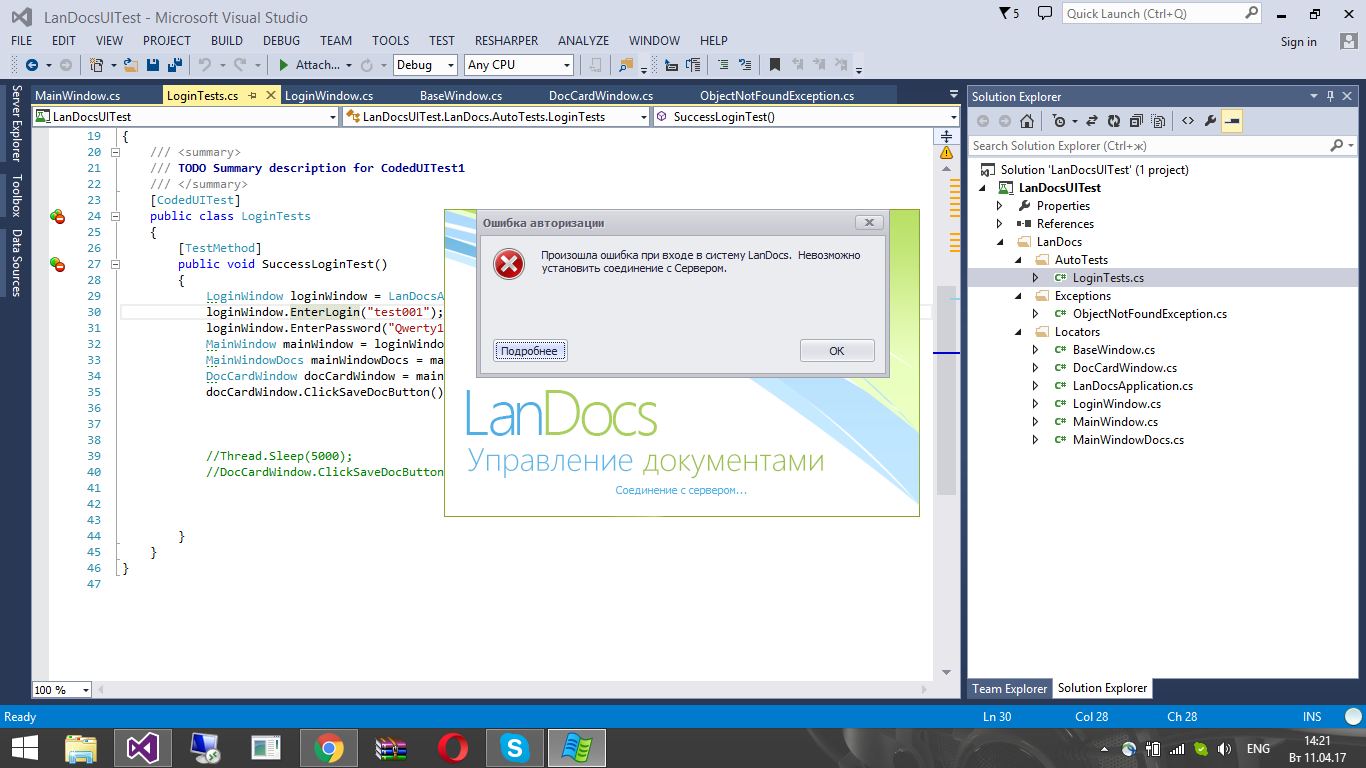 LanDocsUITest - Microsoft Visual Studio
5
Quick Launch (Ctrl+Q)
FILE EDIT VIEW PROJECT BUILD DEBUG TEAM TOOLS TEST RESHARPER ANALYZE WINDOW HELP
Sign in
Attach... Debug Any CPU
Server Explorer
Toolbox
Data Sources
MainWindow.cs LoginTests.cs LoginWindow.cs BaseWindow.cs DocCardWindow.cs ObjectNotFoundException.cs
LanDocsUITest LanDocsUITest.LanDocs.AutoTests.LoginTests SuccessLoginTest()
19 {
20 /// <summary>
21 /// TODO Summary description for CodedUITest1
22 /// </summary>
23 [CodedUITest]
24 public class LoginTests
25 {
26 [TestMethod]
27 public void SuccessLoginTest()
28 {
29 LoginWindow loginWindow = LanDocsA
30 loginWindow.EnterLogin("test001");
31 loginWindow.EnterPassword("Qwerty1
32 MainWindow mainWindow = loginWindo
33 MainWindowDocs mainWindowDocs = ma
34 DocCardWindow docCardWindow = main
35 docCardWindow.ClickSaveDocButton()
36
37
38
39 //Thread.Sleep(5000);
40 //DocCardWindow.ClickSaveDocButton
41
42
43
44 }
45 }
46 }
47
Ошибка авторизации
Произошла ошибка при входе в систему LanDocs. Невозможно
установить соединение с Сервером.
Подробнее
OK
LanDocs
Управление документами
Соединение с сервером...
100 %
Solution Explorer
Search Solution Explorer (Ctrl+ж)
Solution 'LanDocsUITest' (1 project)
LanDocsUITest
Properties
References
LanDocs
AutoTests
C# LoginTests.cs
Exceptions
C# ObjectNotFoundException.cs
Locators
C# BaseWindow.cs
C# DocCardWindow.cs
C# LanDocsApplication.cs
C# LoginWindow.cs
C# MainWindow.cs
C# MainWindowDocs.cs
Team Explorer Solution Explorer
Ready Ln 30 Col 28 Ch 28 INS
ENG
14:21
Вт 11.04.17